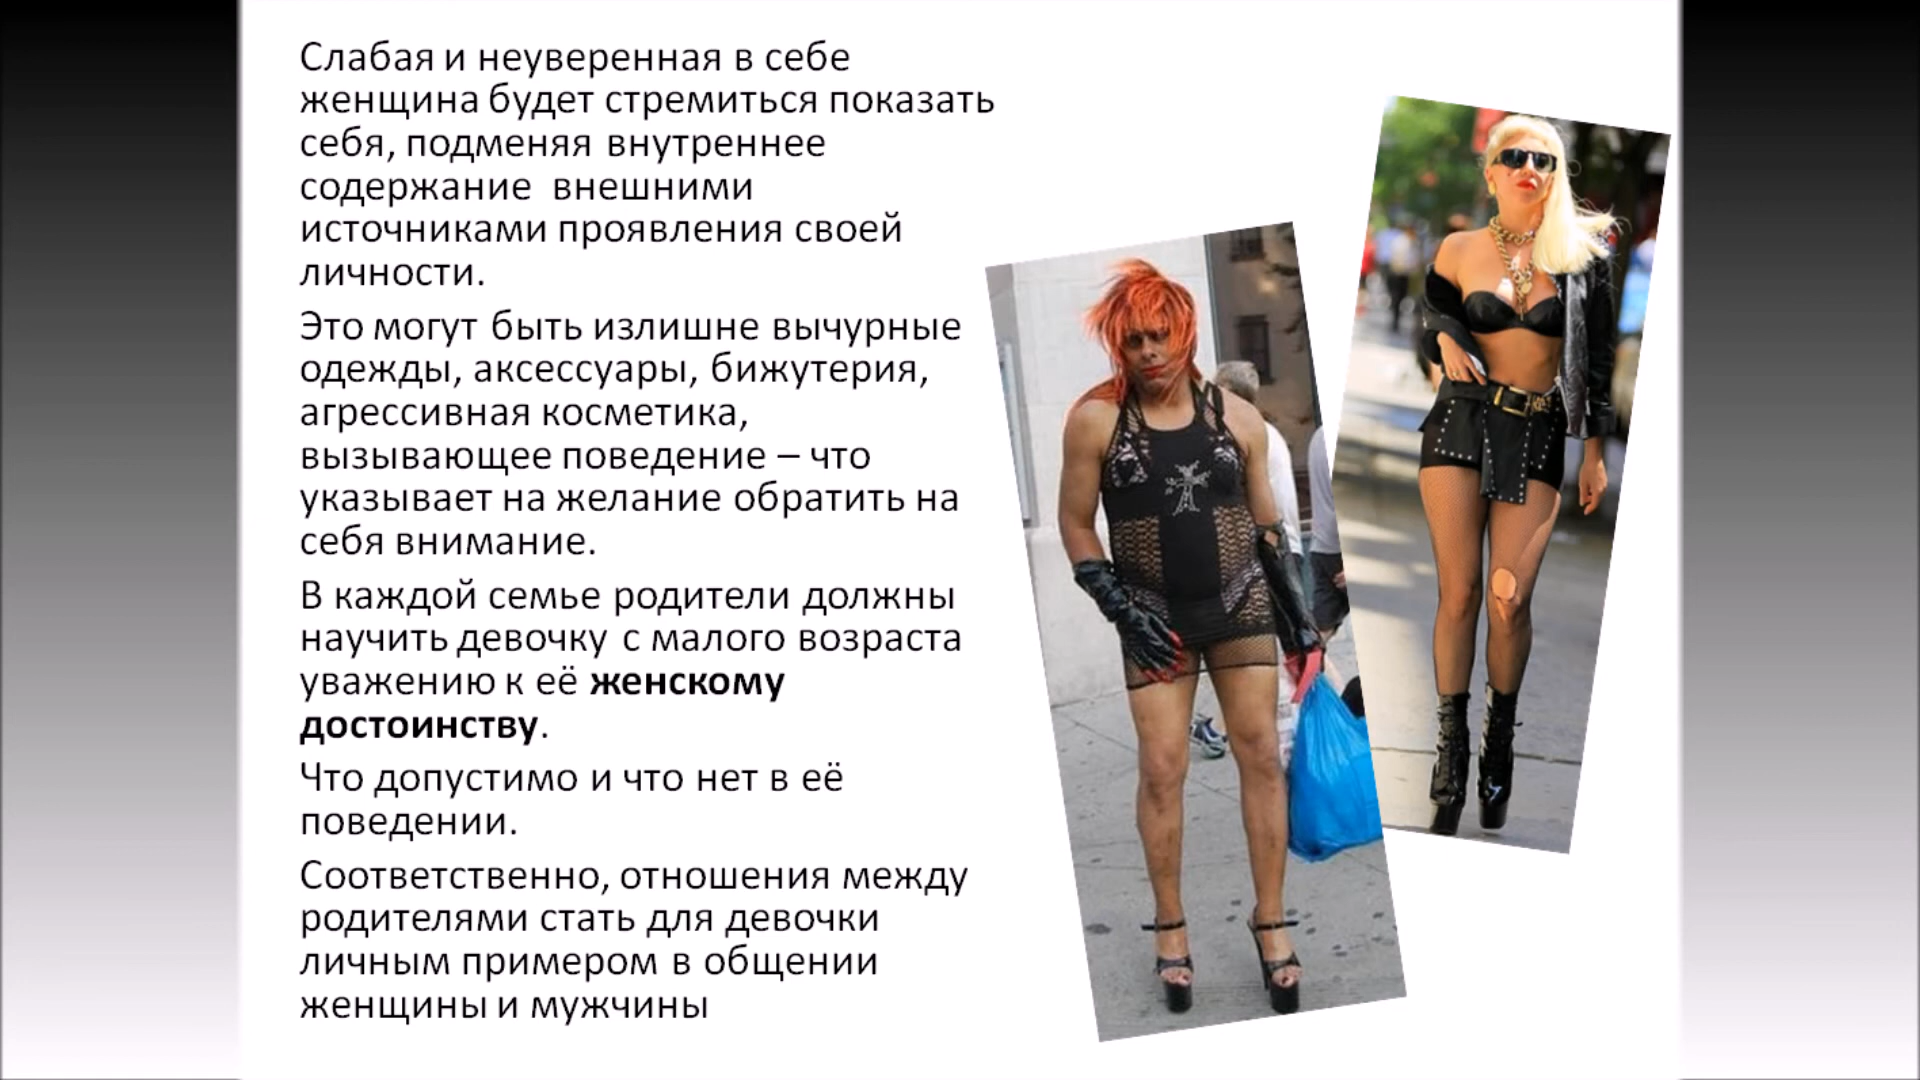 Слабая и неуверенная в себе
женщина будет стремиться показать
себя, подменяя внутреннее
содержание внешними
источниками проявления своей
личности.
Это могут быть излишне вычурные
одежды, аксессуары, бижутерия,
агрессивная косметика,
вызывающее поведение – что
указывает на желание обратить на
себя внимание.
В каждой семье родители должны
научить девочку с малого возраста
уважению к её женскому
достоинству.
Что допустимо и что нет в её
поведении.
Соответственно, отношения между
родителями стать для девочки
личным примером в общении
женщины и мужчины